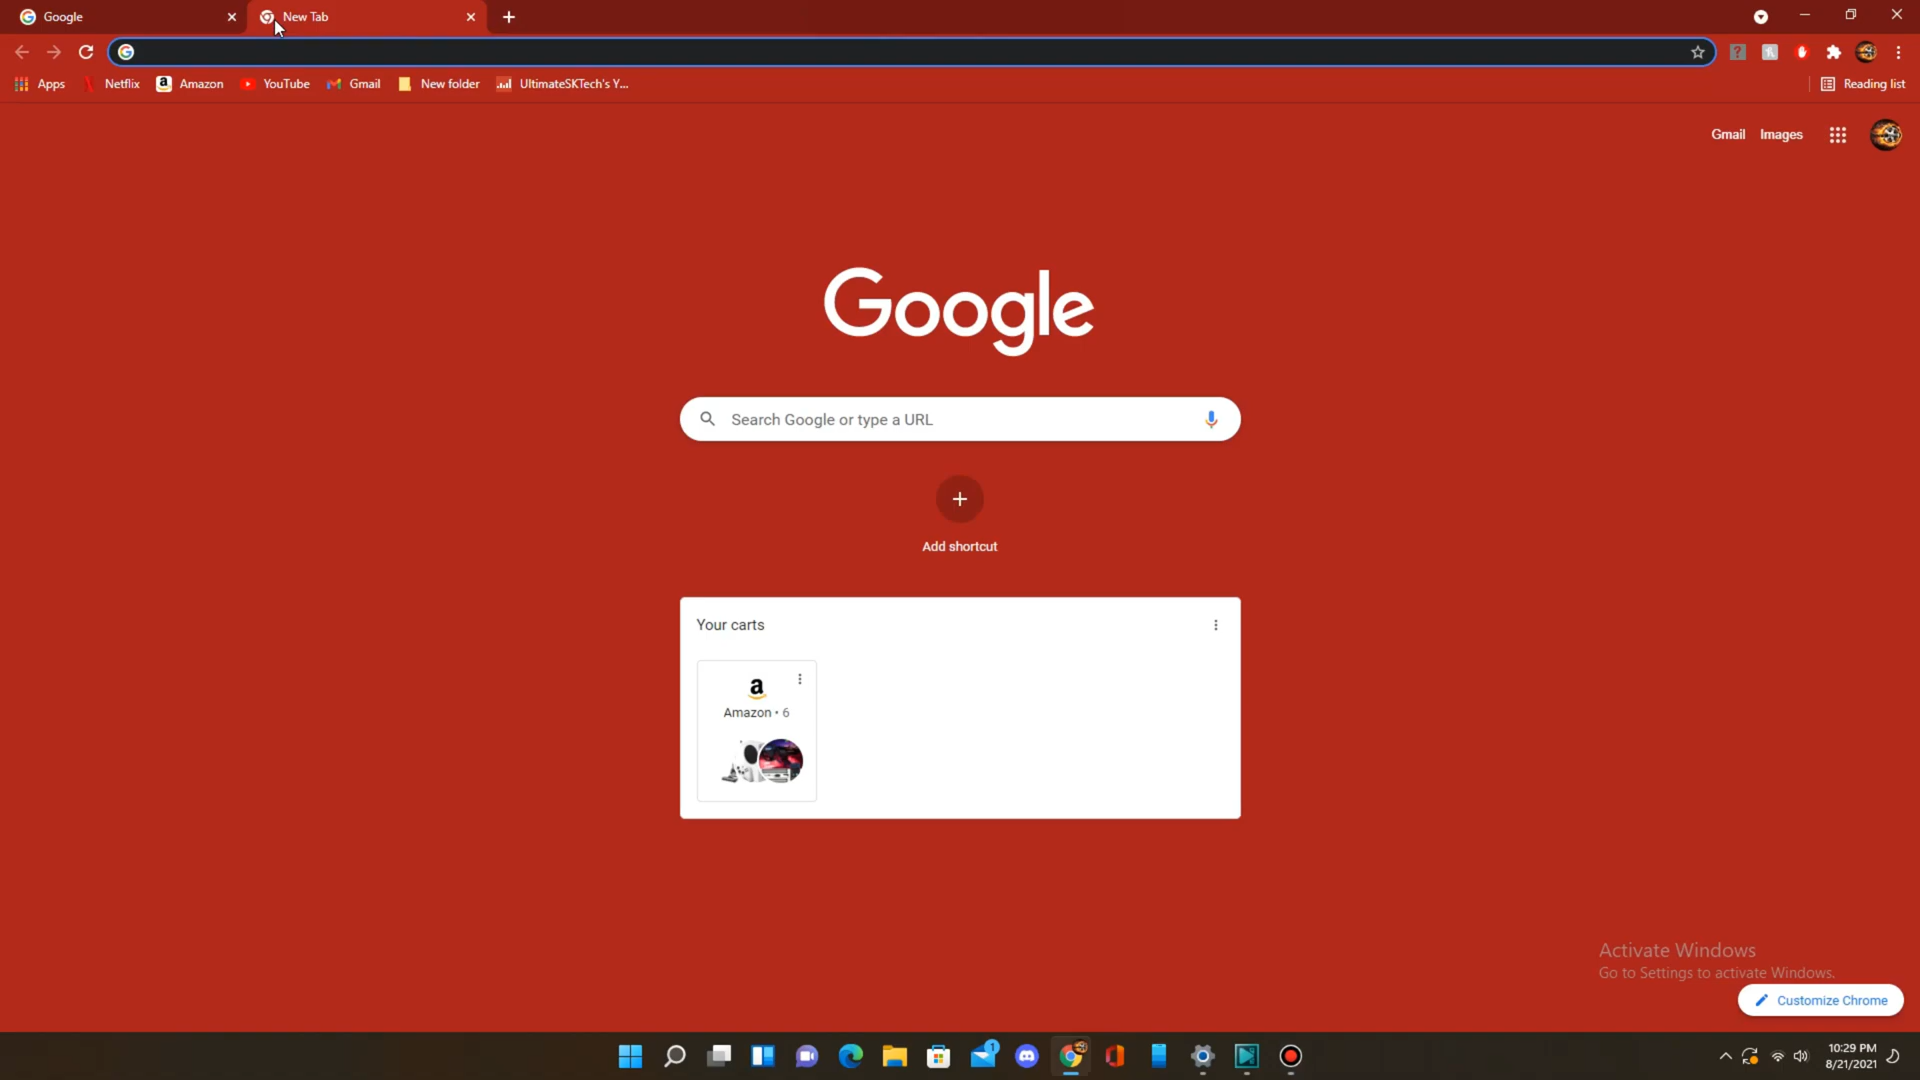 Google
New Tab
Apps
Netflix
Amazon
YouTube
Gmail
New folder
UltimateSKTech's Y...
Reading list
Gmail
Images
Google
Search Google or type a URL
Add shortcut
Your carts
a
Amazon • 6
Activate Windows
Go to Settings to activate Windows.
Customize Chrome
1
10:29 PM
8/21/2021